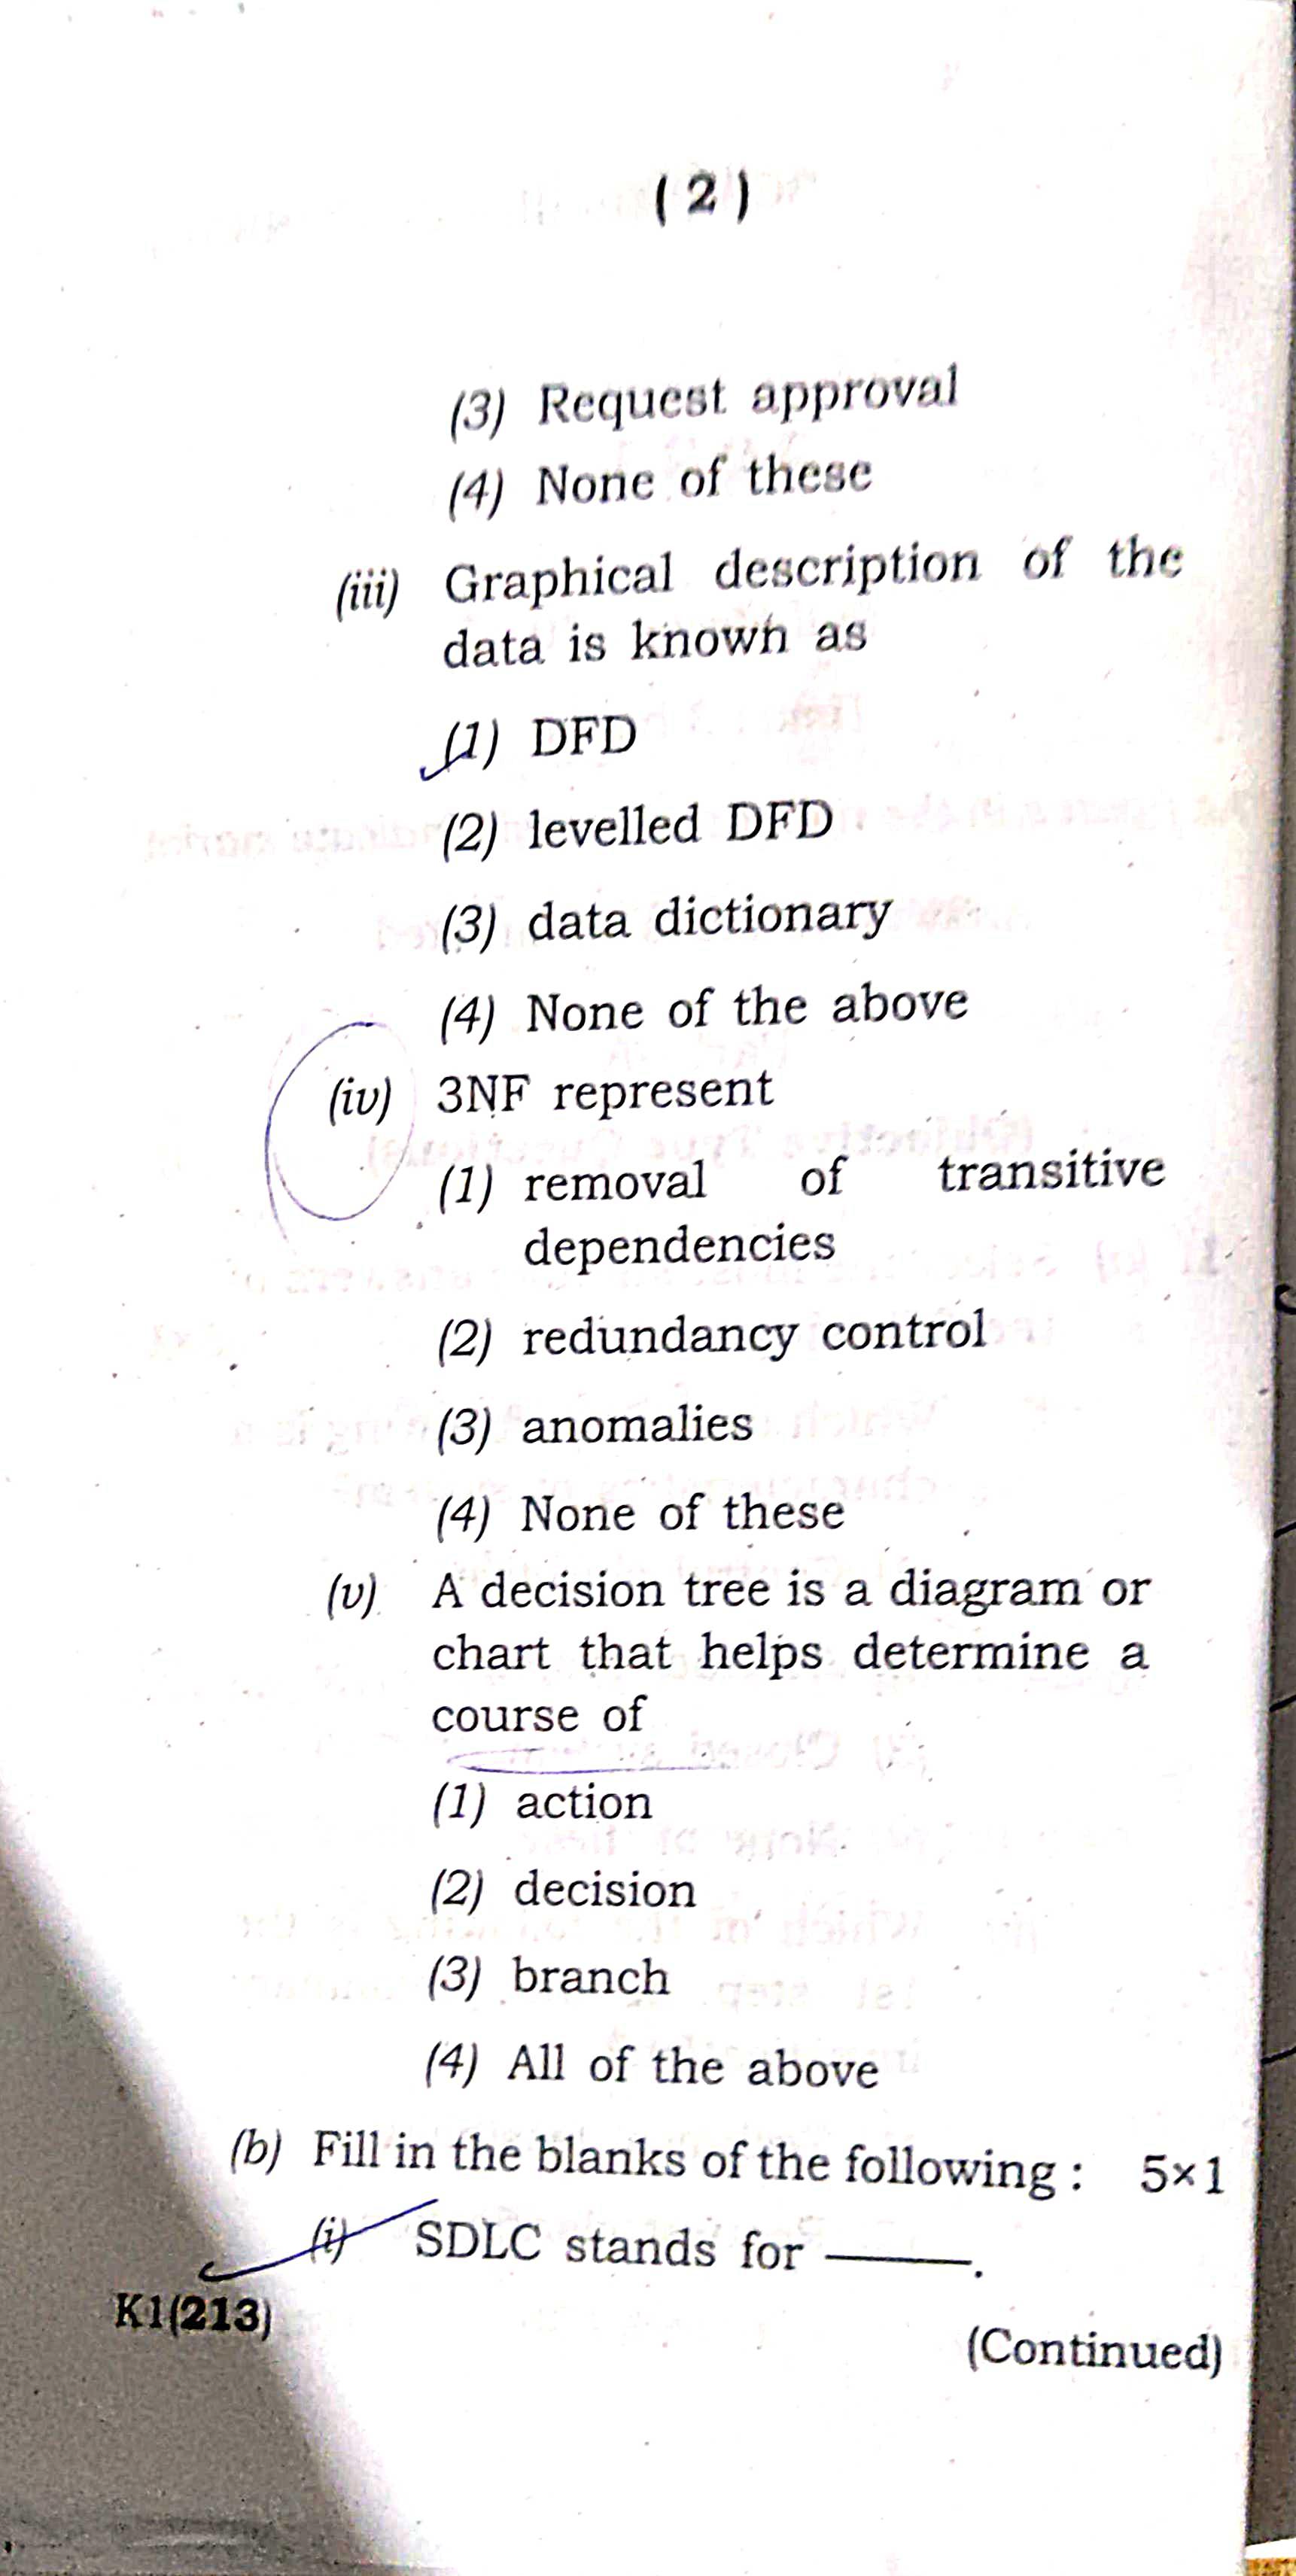 (2)
(3) Request approval
(4) None of these
(iii) Graphical description of the
data is known as
(1) DFD
(2) levelled DFD
(3) data dictionary
(4) None of the above
(iv) 3NF represent
(1) removal of transitive
dependencies
(2) redundancy control
(3) anomalies
(4) None of these
(v) A decision tree is a diagram or
chart that helps determine a
course of
(1) action
(2) decision
(3) branch
(4) All of the above
(b) Fill in the blanks of the following : 5×1
(i) SDLC stands for ———.
K1(213)
(Continued)